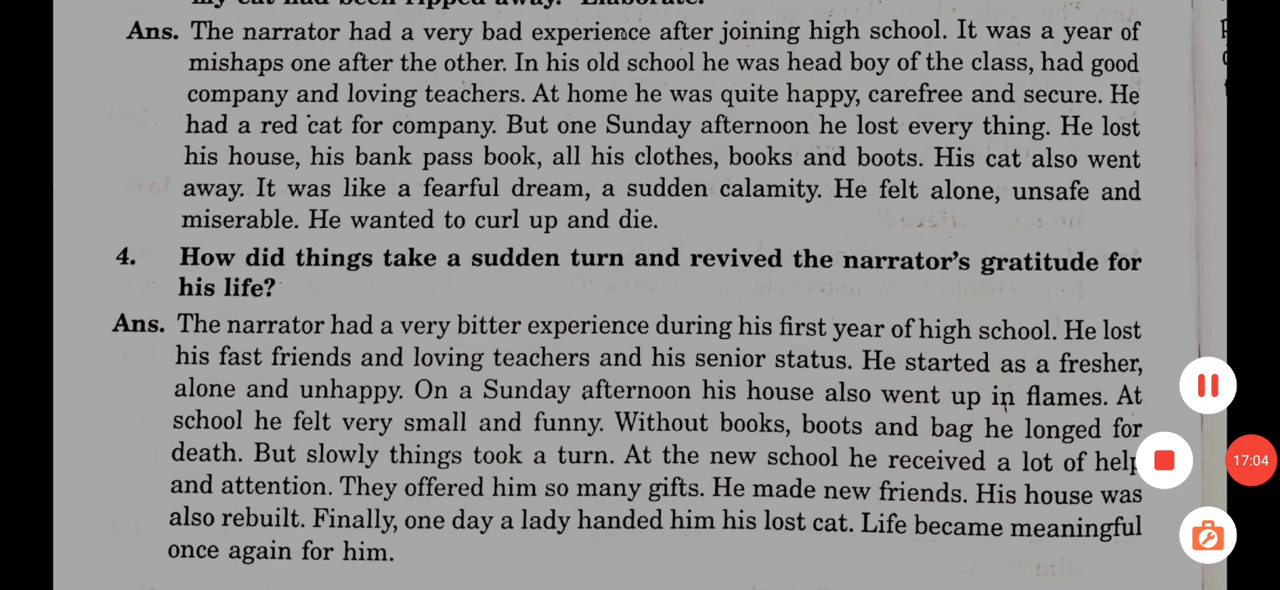 my cat had been ripped away." Elaborate.
Ans. The narrator had a very bad experience after joining high school. It was a year of
mishaps one after the other. In his old school he was head boy of the class, had good
company and loving teachers. At home he was quite happy, carefree and secure. He
had a red cat for company. But one Sunday afternoon he lost every thing. He lost
his house, his bank pass book, all his clothes, books and boots. His cat also went
away. It was like a fearful dream, a sudden calamity. He felt alone, unsafe and
miserable. He wanted to curl up and die.
4. How did things take a sudden turn and revived the narrator's gratitude for
his life?
Ans. The narrator had a very bitter experience during his first year of high school. He lost
his fast friends and loving teachers and his senior status. He started as a fresher,
alone and unhappy. On a Sunday afternoon his house also went up in flames. At
school he felt very small and funny. Without books, boots and bag he longed for
death. But slowly things took a turn. At the new school he received a lot of help
and attention. They offered him so many gifts. He made new friends. His house was
also rebuilt. Finally, one day a lady handed him his lost cat. Life became meaningful
once again for him.
17:04